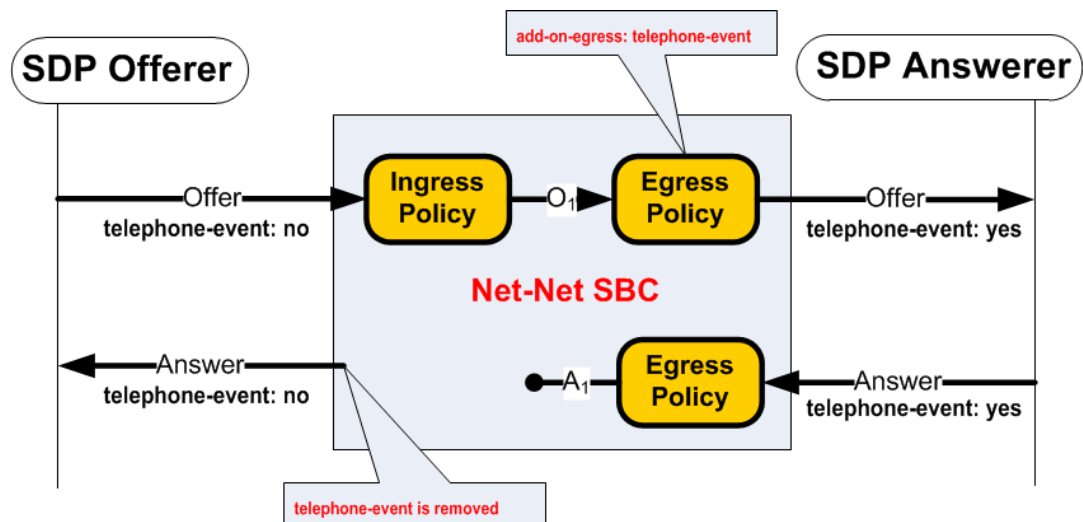 add-on-egress: telephone-event
SDP Offerer
SDP Answerer
Offer
telephone-event: no
Ingress
Policy
O1
Egress
Policy
Offer
telephone-event: yes
Net-Net SBC
Answer
telephone-event: no
A1
Egress
Policy
Answer
telephone-event: yes
telephone-event is removed